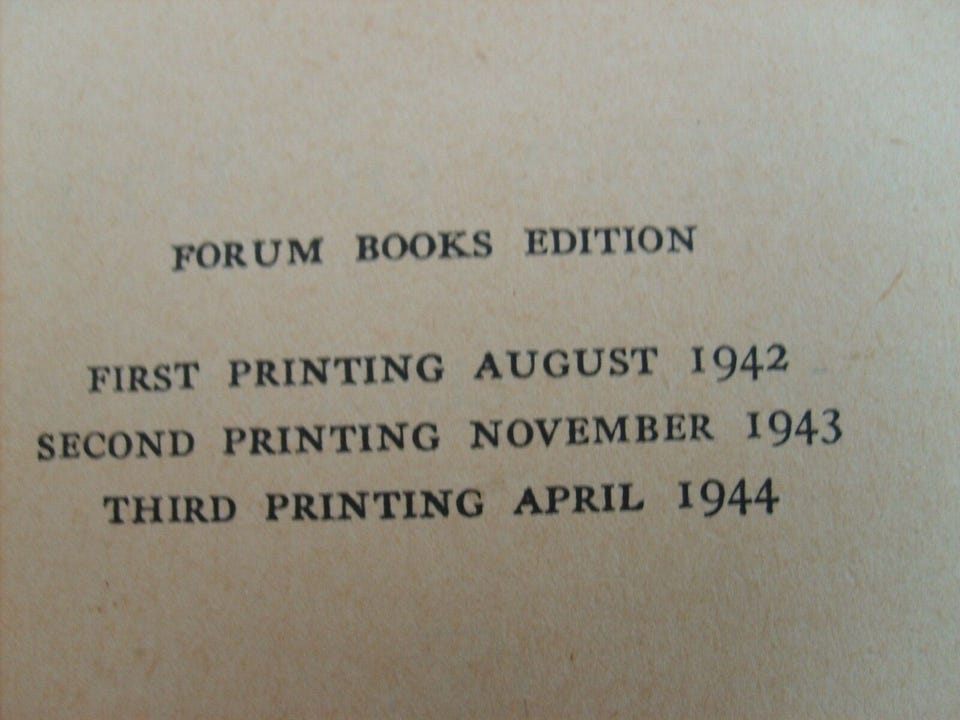 FORUM BOOKS EDITION
FIRST PRINTING AUGUST 1942
SECOND PRINTING NOVEMBER 1943
THIRD PRINTING APRIL 1944